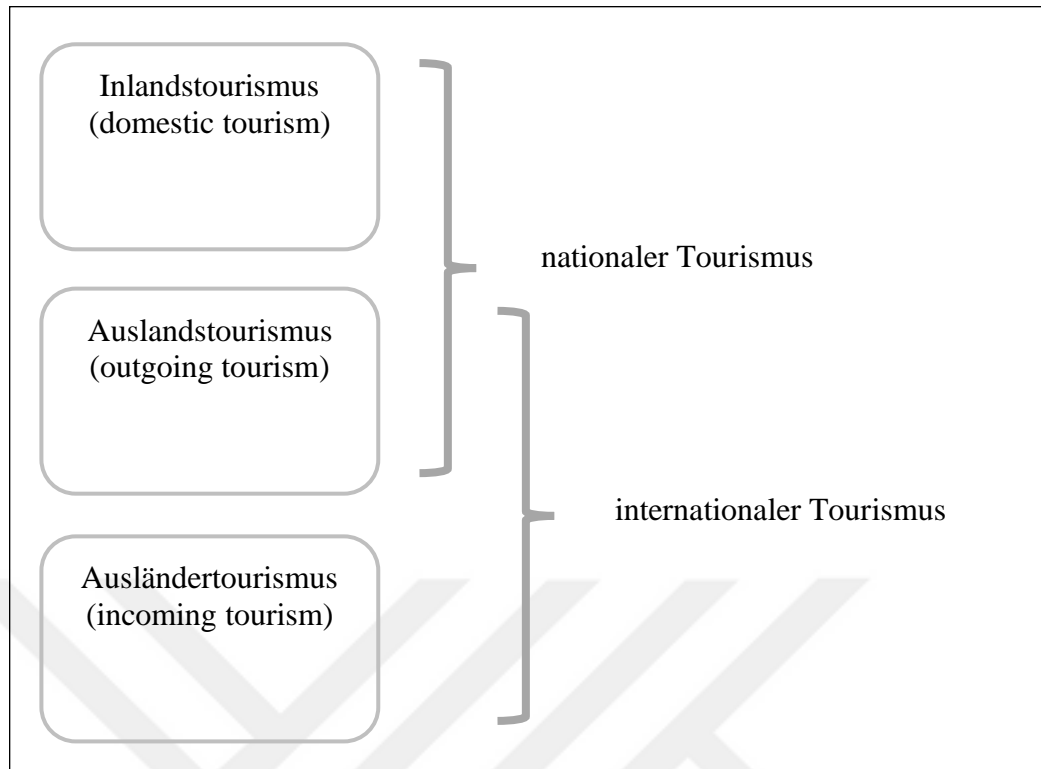 Inlandstourismus
(domestic tourism)
nationaler Tourismus
Auslandstourismus
(outgoing tourism)
internationaler Tourismus
Ausländertourismus
(incoming tourism)